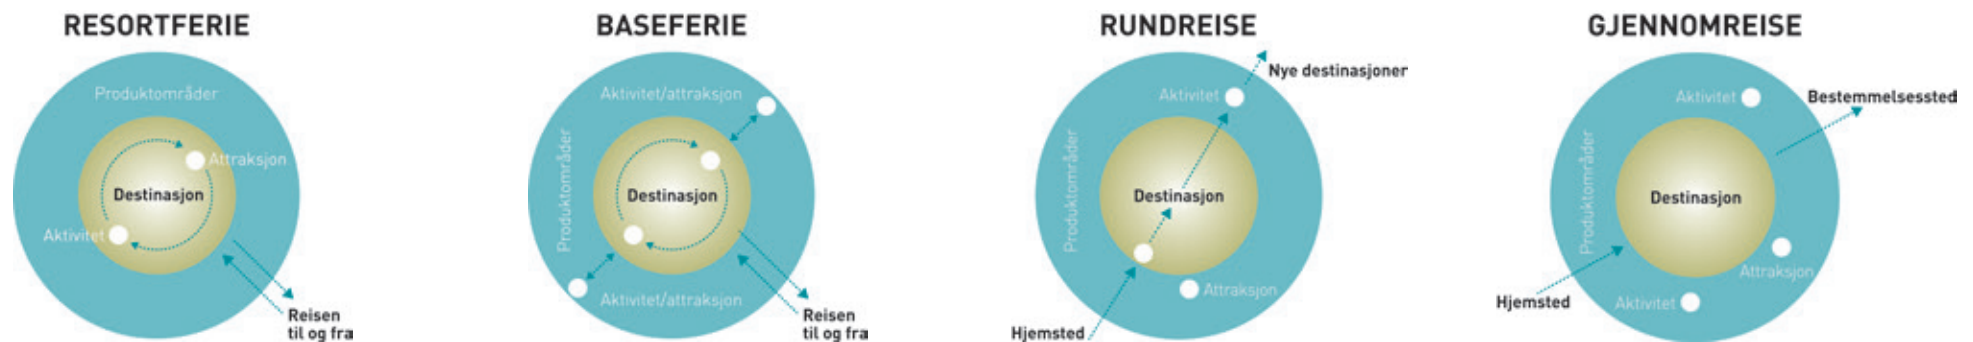 RESORTFERIE
Produktområder
Attraksjon
Destinasjon
Aktivitet
Reisen
til og fra
BASEFERIE
Aktivitet/attraksjon
Produktområder
Destinasjon
Aktivitet/attraksjon
Reisen
til og fra
RUNDREISE
Nye destinasjoner
Aktivitet
Produktområder
Destinasjon
Attraksjon
Hjemsted
GJENNOMREISE
Aktivitet
Bestemmelsessted
Produktområder
Destinasjon
Attraksjon
Hjemsted
Aktivitet